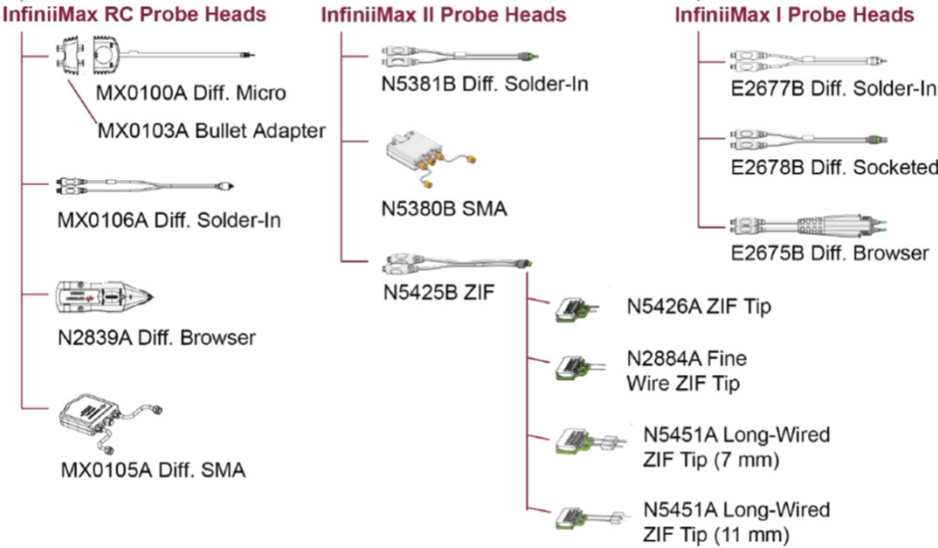 InfiniiMax RC Probe Heads
MX0100A Diff. Micro
MX0103A Bullet Adapter
MX0106A Diff. Solder-In
N2839A Diff. Browser
MX0105A Diff. SMA
InfiniiMax II Probe Heads
N5381B Diff. Solder-In
N5380B SMA
N5425B ZIF
N5426A ZIF Tip
N2884A Fine
Wire ZIF Tip
N5451A Long-Wired
ZIF Tip (7 mm)
N5451A Long-Wired
ZIF Tip (11 mm)
InfiniiMax I Probe Heads
E2677B Diff. Solder-In
E2678B Diff. Socketed
E2675B Diff. Browser